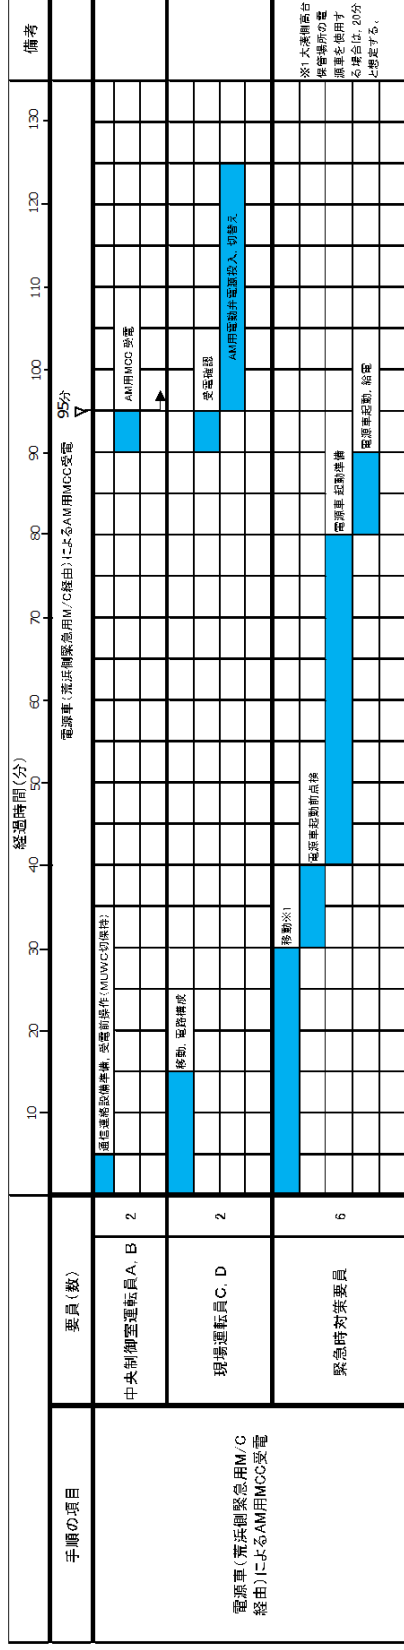 手順の項目
要員(数)
経過時間(分)
備考
10
20
30
40
50
60
70
80
90
100
110
120
130
電源車(荒浜側緊急用M/C経由)によるAM用MCC受電
95分
電源車(荒浜側緊急用M/C
経由)によるAM用MCC受電
中央制御室運転員A, B
2
通信連絡設備準備, 受電前操作(MUWC切保持)
AM用MCC 受電
現場運転員C, D
2
移動, 電路構成
受電確認
AM用電動弁電源投入, 切替え
緊急時対策要員
6
移動※1
電源車起動前点検
電源車 起動準備
電源車起動, 給電
※1 大湊側高台
保管場所の電
源車を使用す
る場合は, 20分
と想定する。